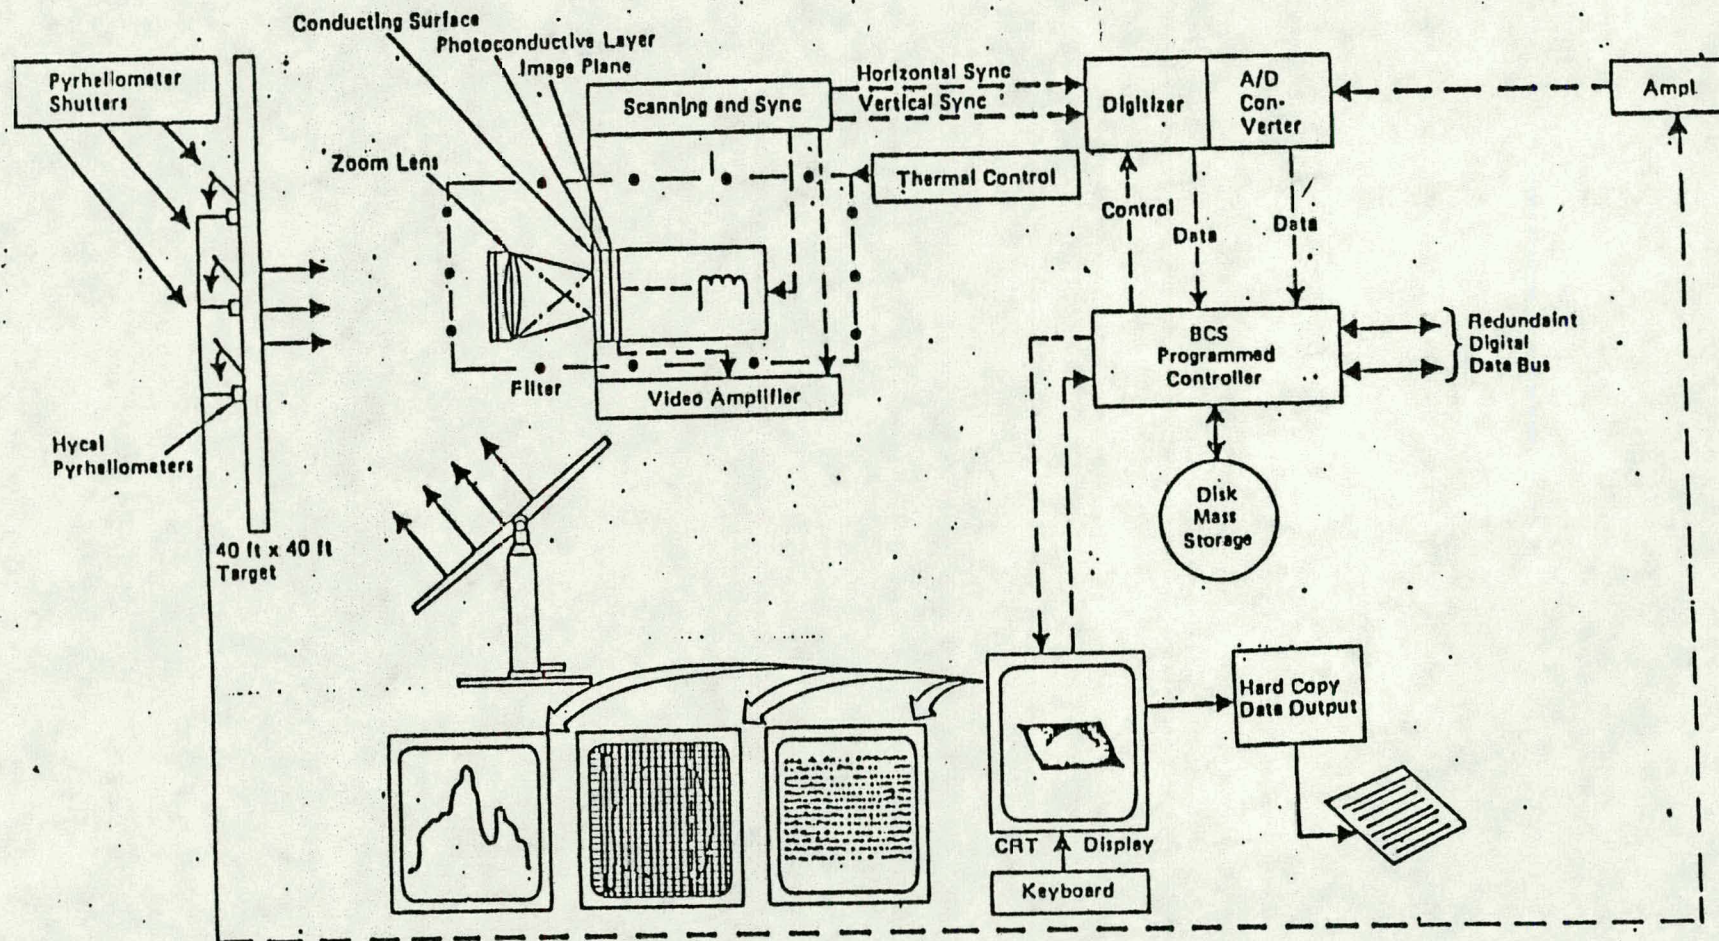 Conducting Surface
Photoconductive Layer
Image Plane
Pyrheliometer
Shutters
Scanning and Sync
Horizontal Sync
Vertical Sync
Digitizer
A/D
Con-
Verter
Ampl.
Zoom Lens
Thermal Control
Control
Data
Data
BCS
Programmed
Controller
Redundaint
Digital
Data Bus
Filter
Video Amplifier
Hycal
Pyrheliometers
Disk
Mass
Storage
40 ft x 40 ft
Target
Hard Copy
Data Output
CRT Display
Keyboard